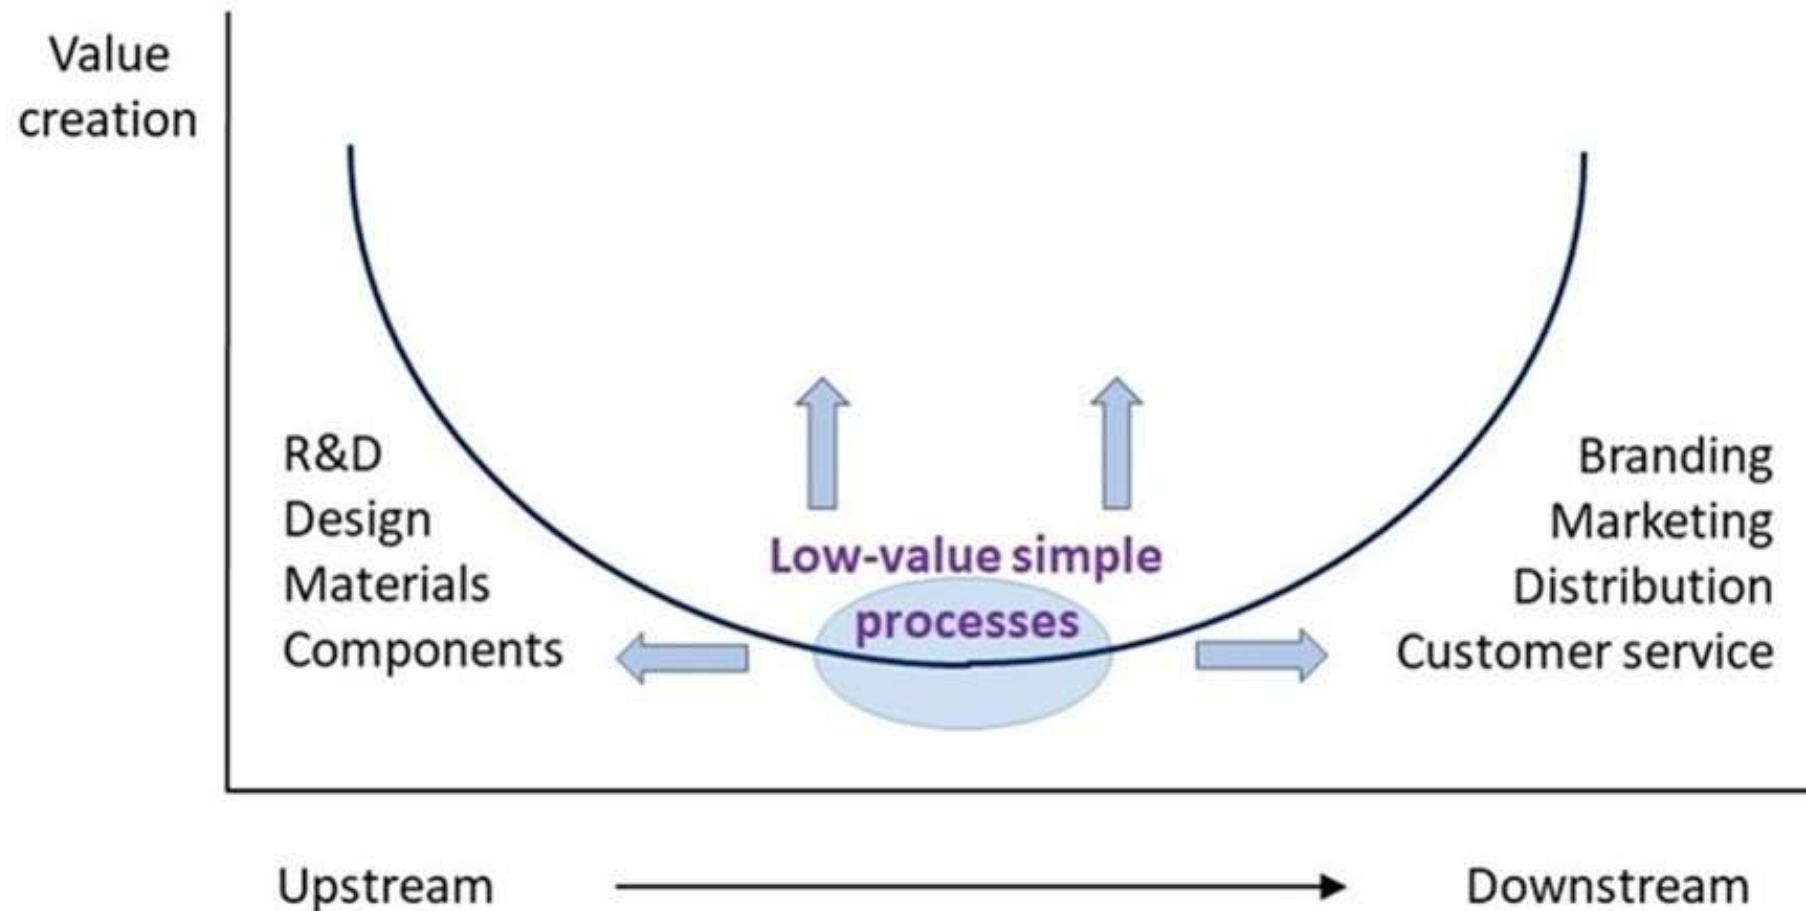 Value
creation
R&D
Design
Materials
Components
Low-value simple
processes
Branding
Marketing
Distribution
Customer service
Upstream
Downstream